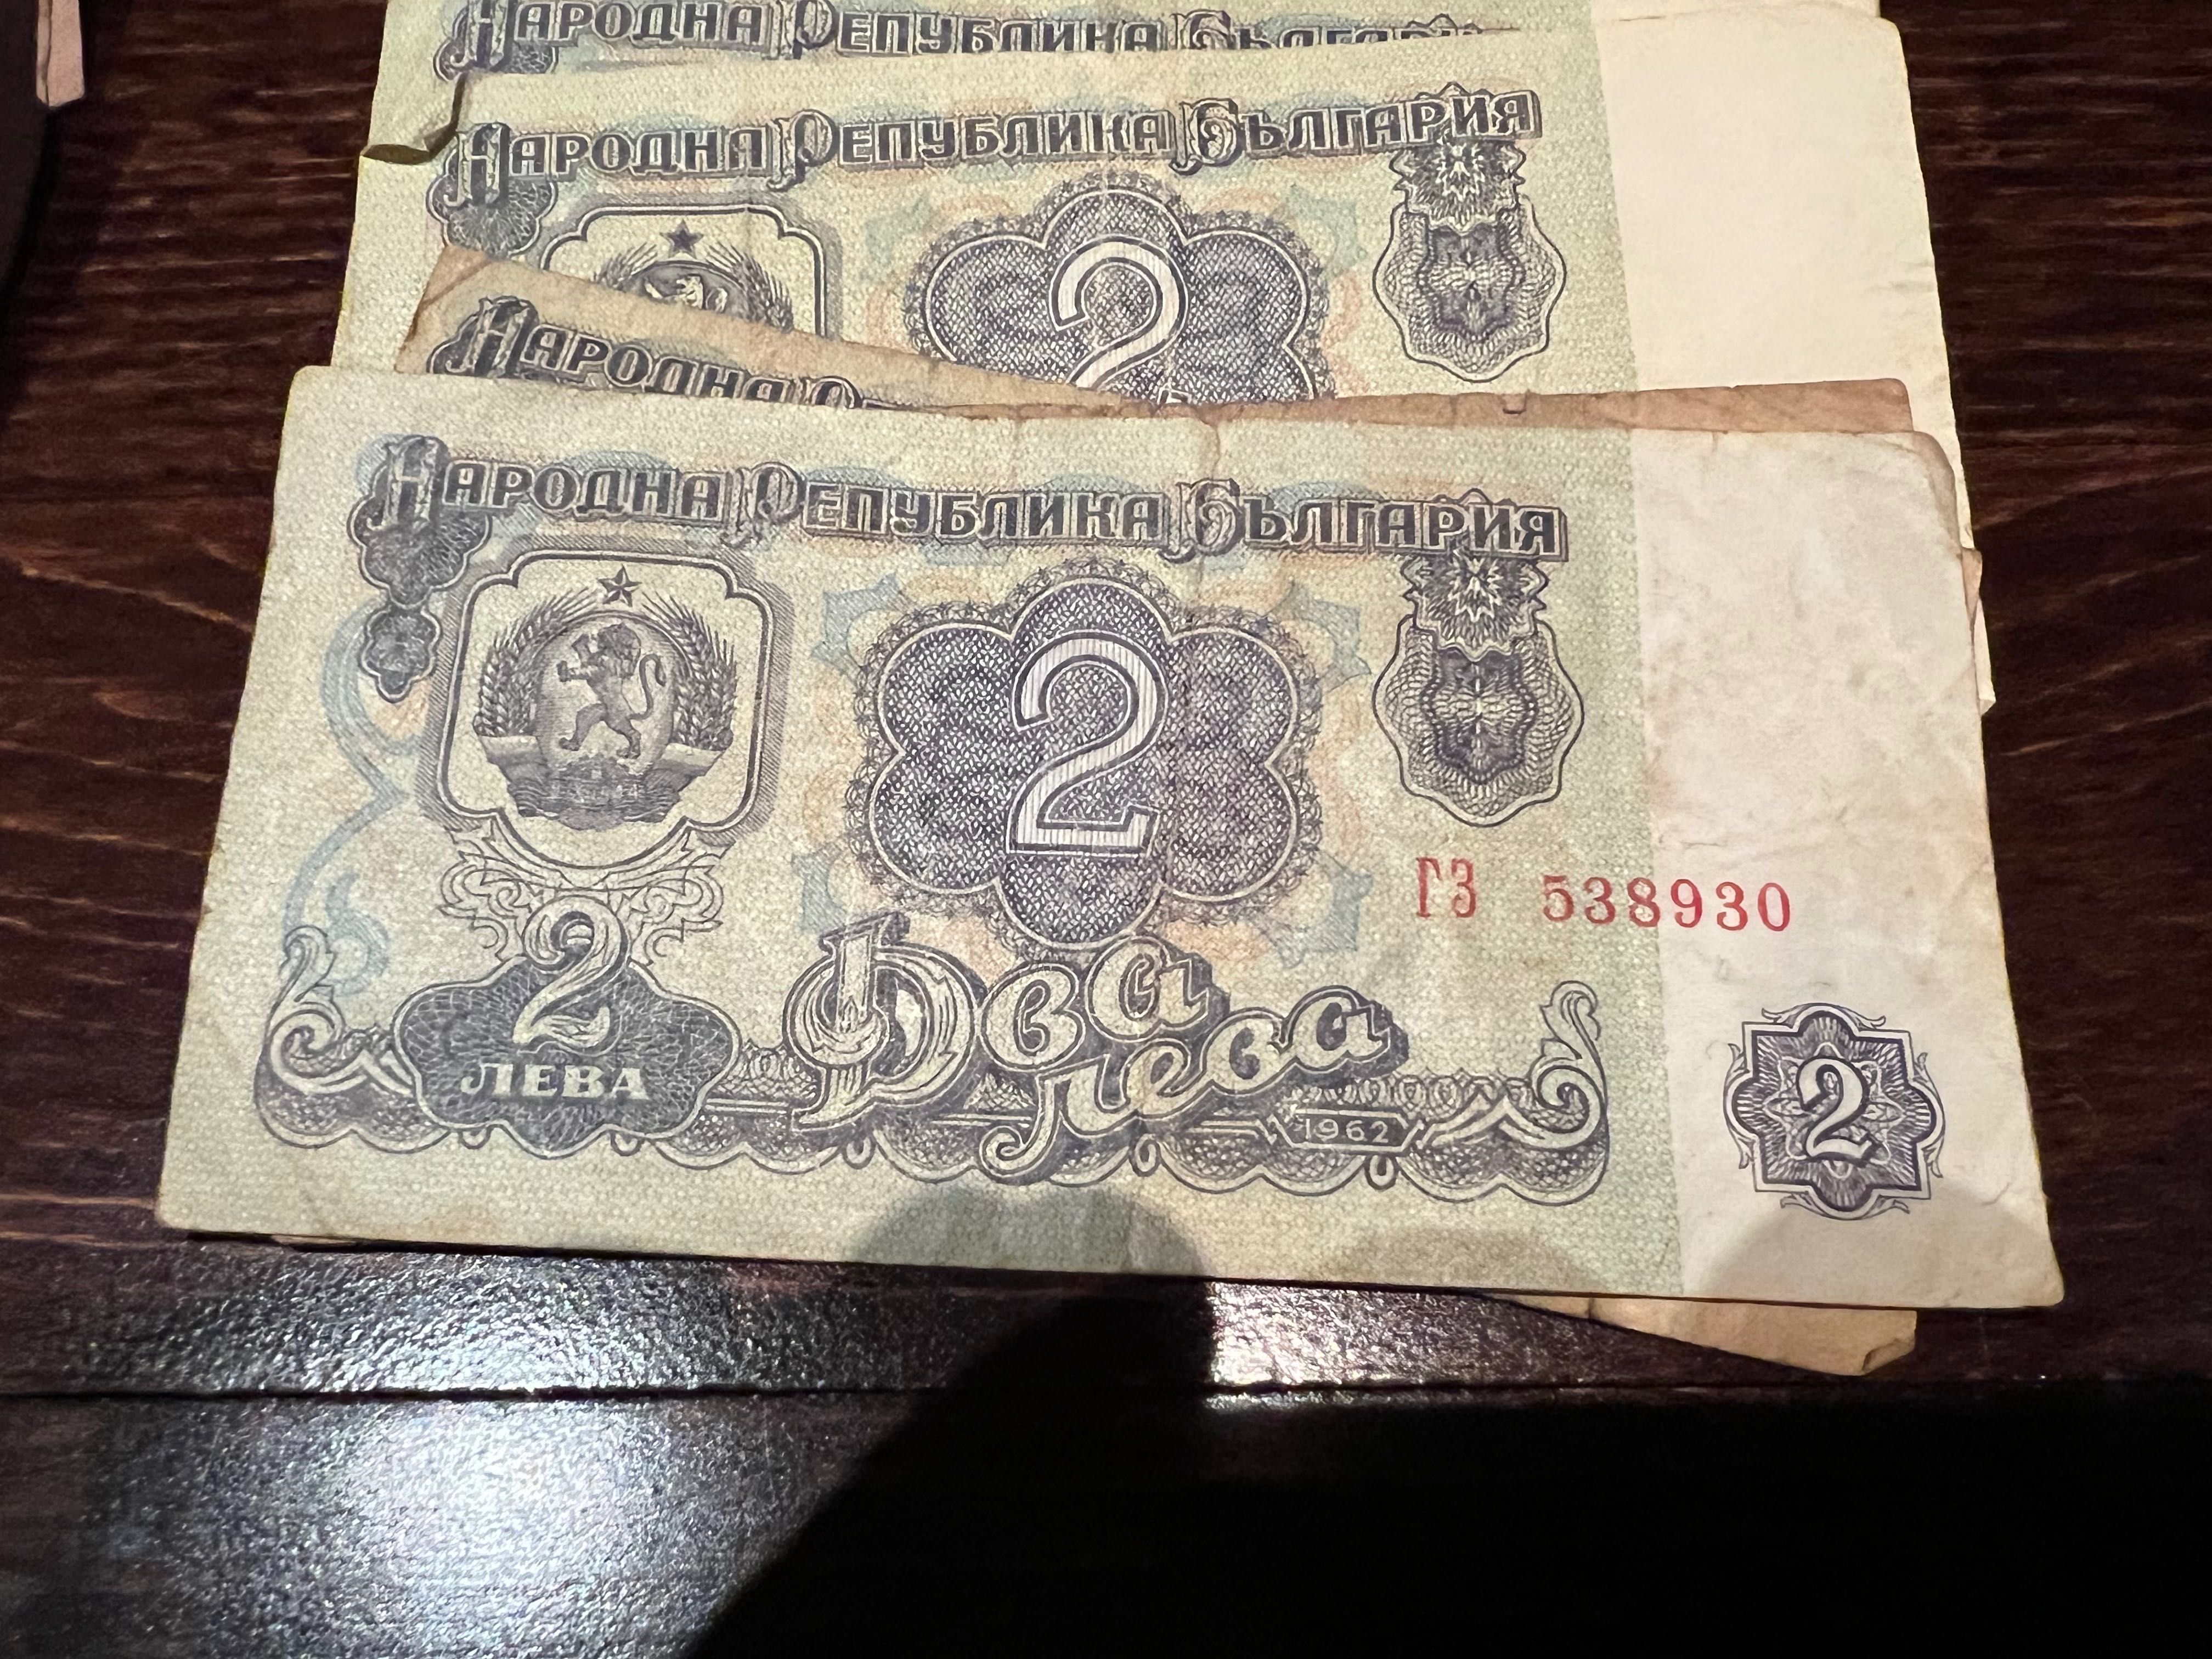 НАРОДНА РЕПУБЛИКА БЪЛГАРИЯ
НАРОДНА РЕПУБЛИКА БЪЛГАРИЯ
2
НАРОДНА
НАРОДНА РЕПУБЛИКА БЪЛГАРИЯ
2
ГЗ 538930
2
ЛЕВА
Два
лева
1962
2